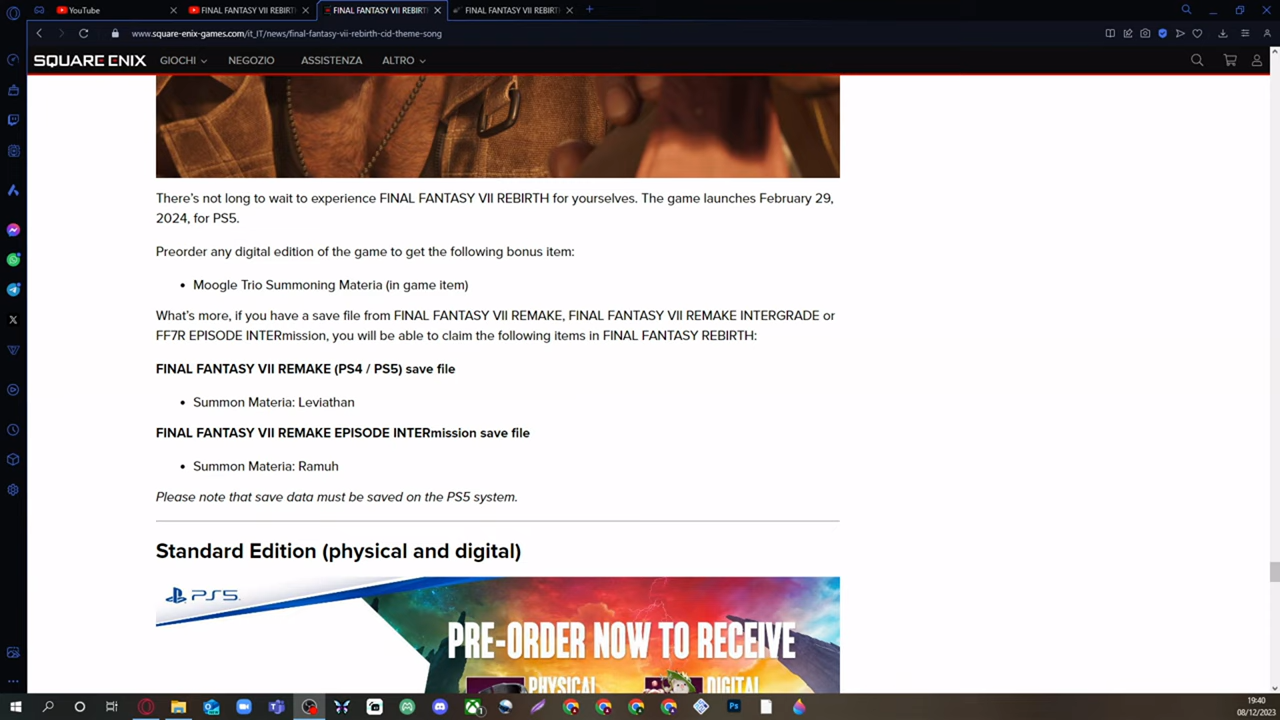 YouTube
FINAL FANTASY VII REBIRTH
FINAL FANTASY VII REBIRTH
FINAL FANTASY VII REBIRTH
www.square-enix-games.com/it_IT/news/final-fantasy-vii-rebirth-cid-theme-song
SQUARE ENIX GIOCHI NEGOZIO ASSISTENZA ALTRO
There's not long to wait to experience FINAL FANTASY VII REBIRTH for yourselves. The game launches February 29,
2024, for PS5.
Preorder any digital edition of the game to get the following bonus item:
• Moogle Trio Summoning Materia (in game item)
What's more, if you have a save file from FINAL FANTASY VII REMAKE, FINAL FANTASY VII REMAKE INTERGRADE or
FF7R EPISODE INTERmission, you will be able to claim the following items in FINAL FANTASY REBIRTH:
FINAL FANTASY VII REMAKE (PS4 / PS5) save file
• Summon Materia: Leviathan
FINAL FANTASY VII REMAKE EPISODE INTERmission save file
• Summon Materia: Ramuh
Please note that save data must be saved on the PS5 system.
Standard Edition (physical and digital)
PS5
PRE-ORDER NOW TO RECEIVE
PHYSICAL DIGITAL
19:40
08/12/2023